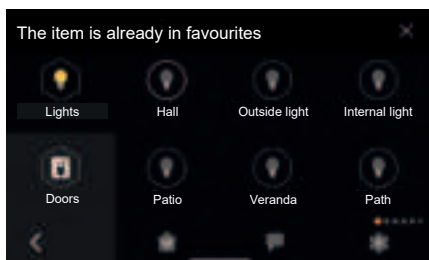 The item is already in favourites
Lights
Hall
Outside light
Internal light
Doors
Patio
Veranda
Path